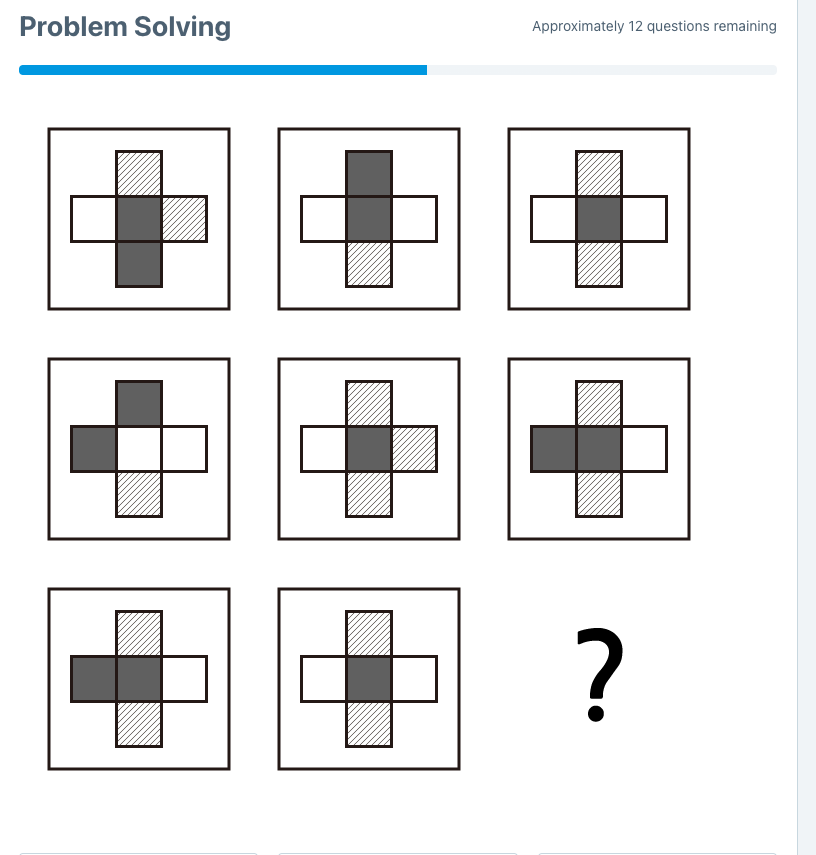 Problem Solving
Approximately 12 questions remaining
?